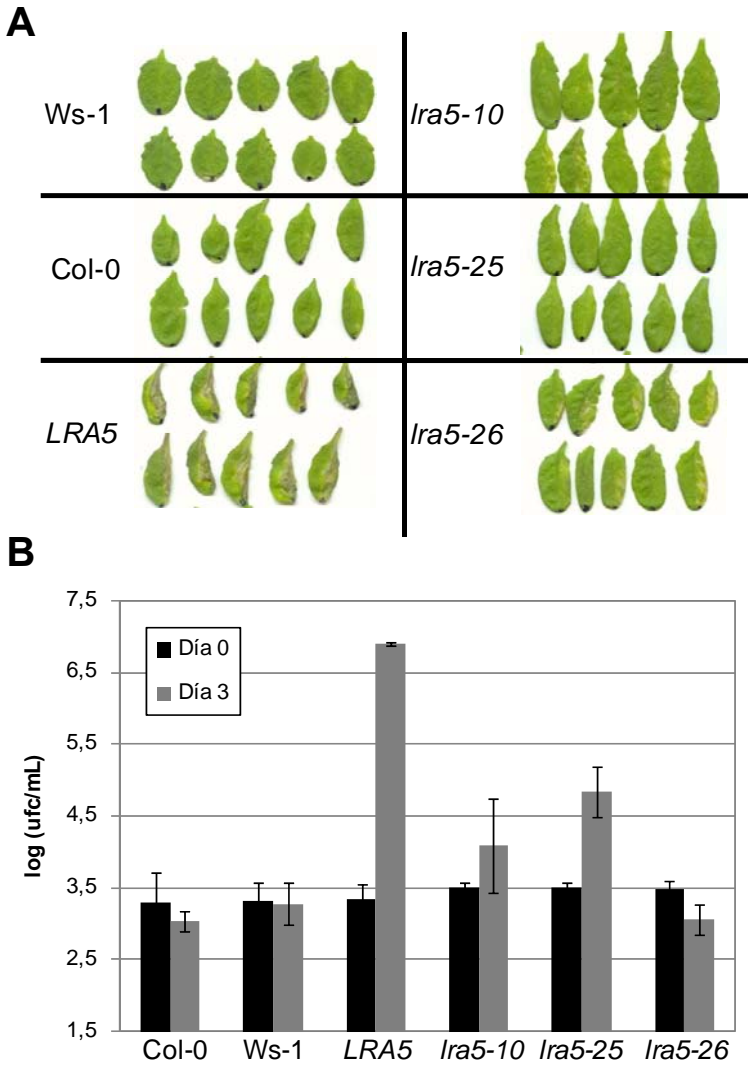 A
Ws-1
lra5-10
Col-0
lra5-25
LRA5
lra5-26
B
7,5
6,5
5,5
4,5
3,5
2,5
1,5
log (ufc/mL)
Día 0
Día 3
Col-0 Ws-1 LRA5 lra5-10 lra5-25 lra5-26